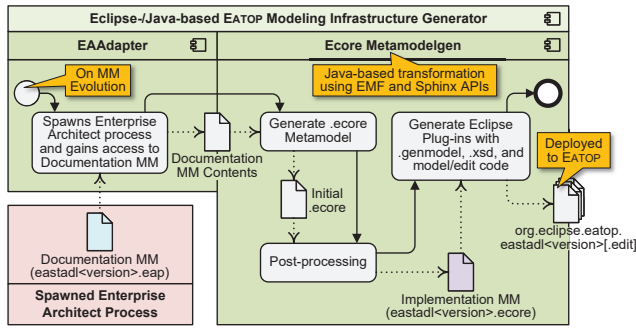 Eclipse-/Java-based EATOP Modeling Infrastructure Generator
EAAdapter
Ecore Metamodelgen
On MM
Evolution
Java-based transformation
using EMF and Sphinx APIs
Spawns Enterprise
Architect process
and gains access to
Documentation MM
Documentation
MM Contents
Generate .ecore
Metamodel
Generate Eclipse
Plug-ins with
.genmodel, .xsd, and
model/edit code
Deployed
to EATOP
Initial
.ecore
org.eclipse.eatop.
eastadl<version>[.edit]
Documentation MM
(eastadl<version>.eap)
Post-processing
Implementation MM
(eastadl<version>.ecore)
Spawned Enterprise
Architect Process